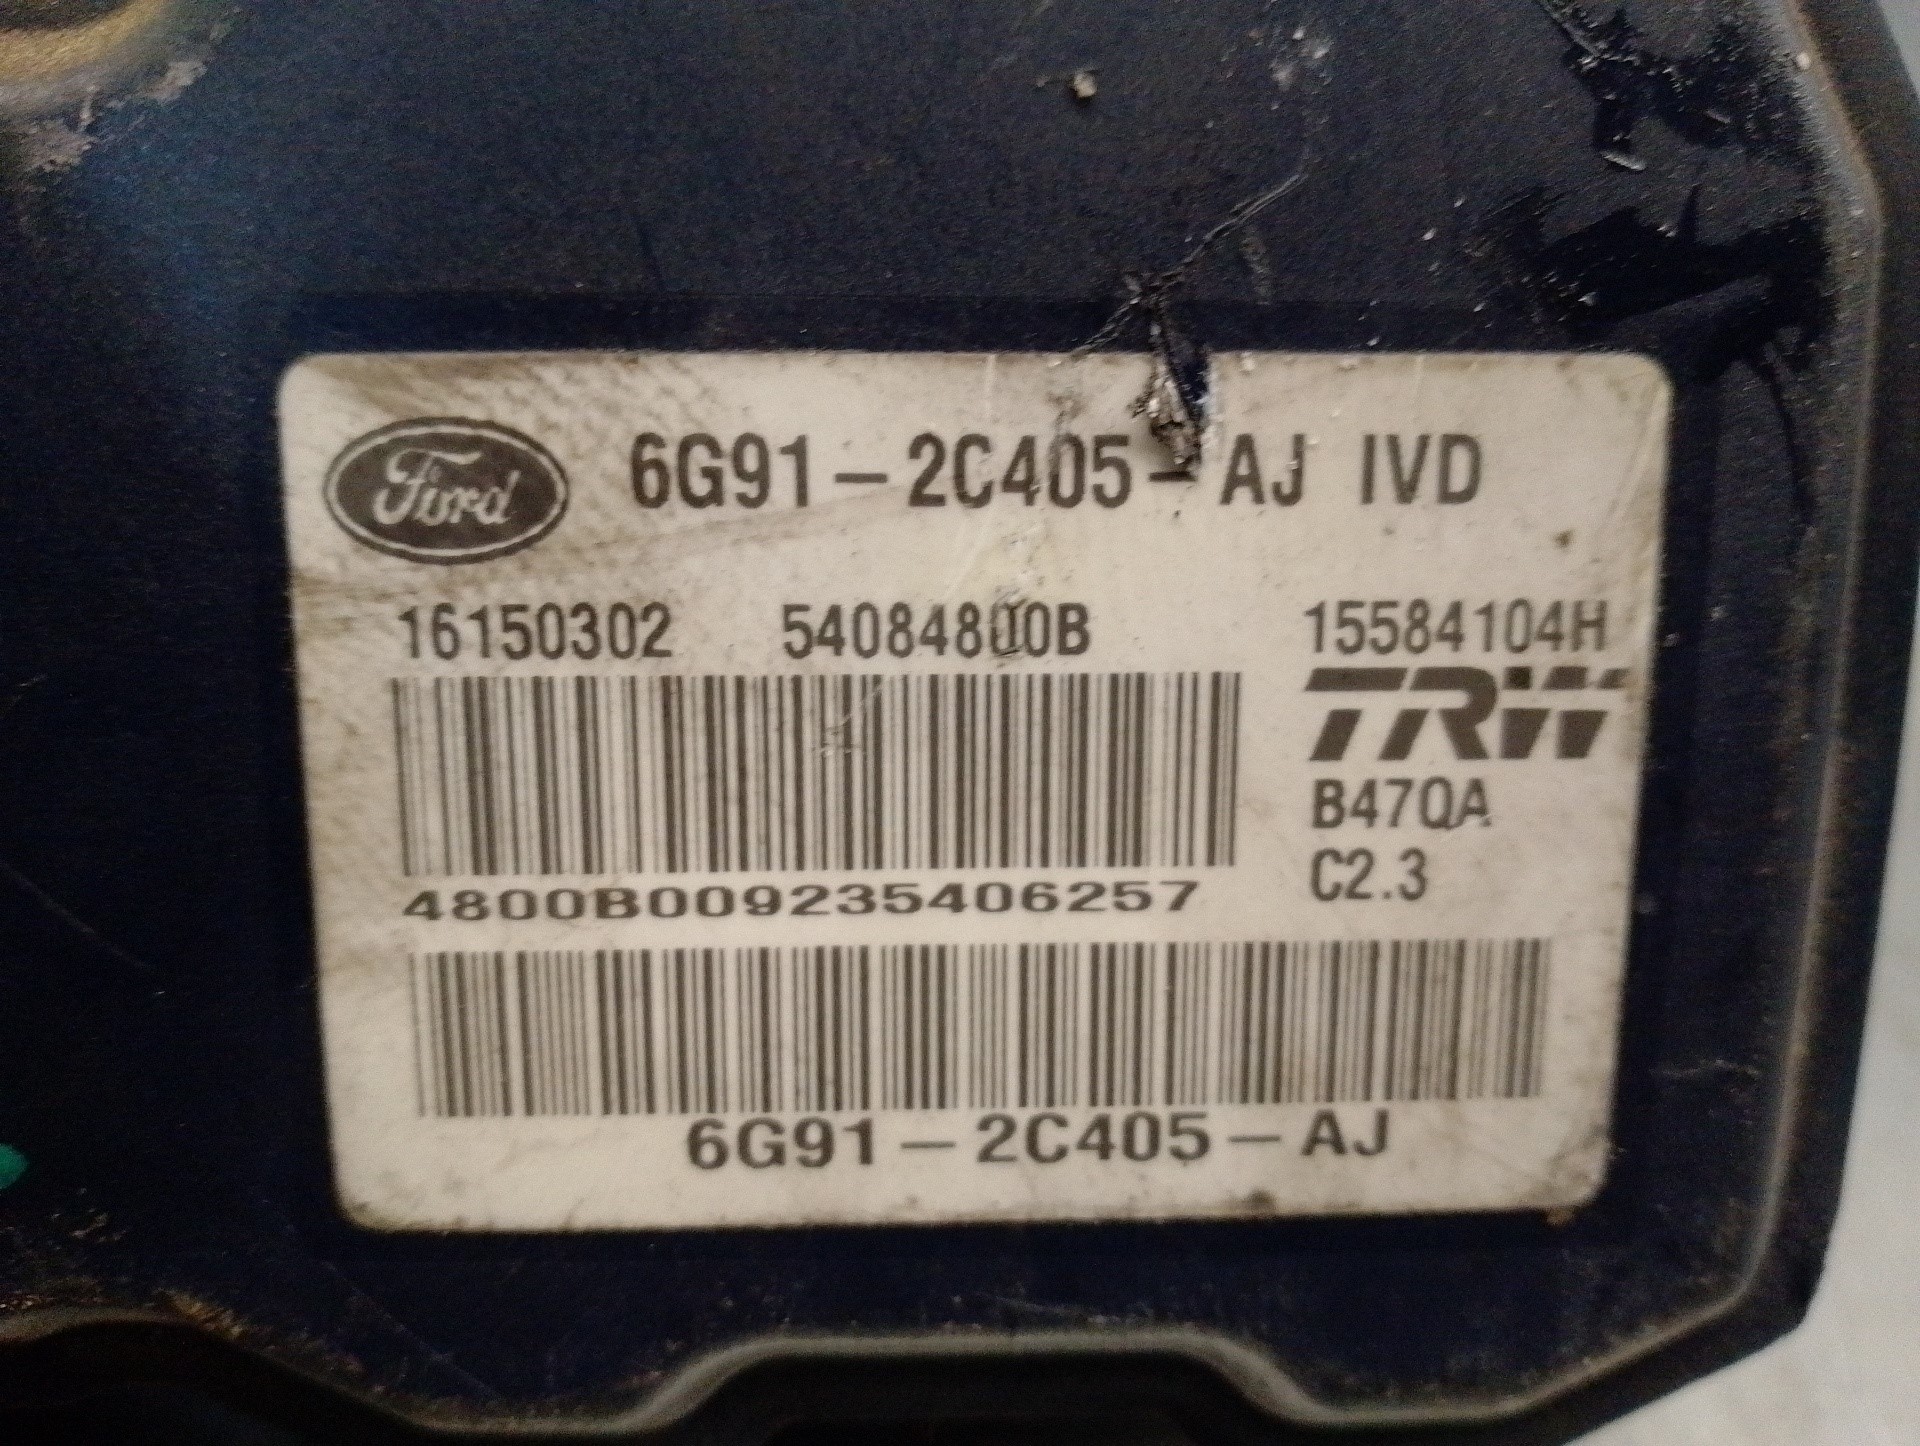 Ford 6G91-2C405-AJ IVD
16150302 54084800B 15584104H
TRW
B47QA
C2.3
4800B009235406257
6G91-2C405-AJ